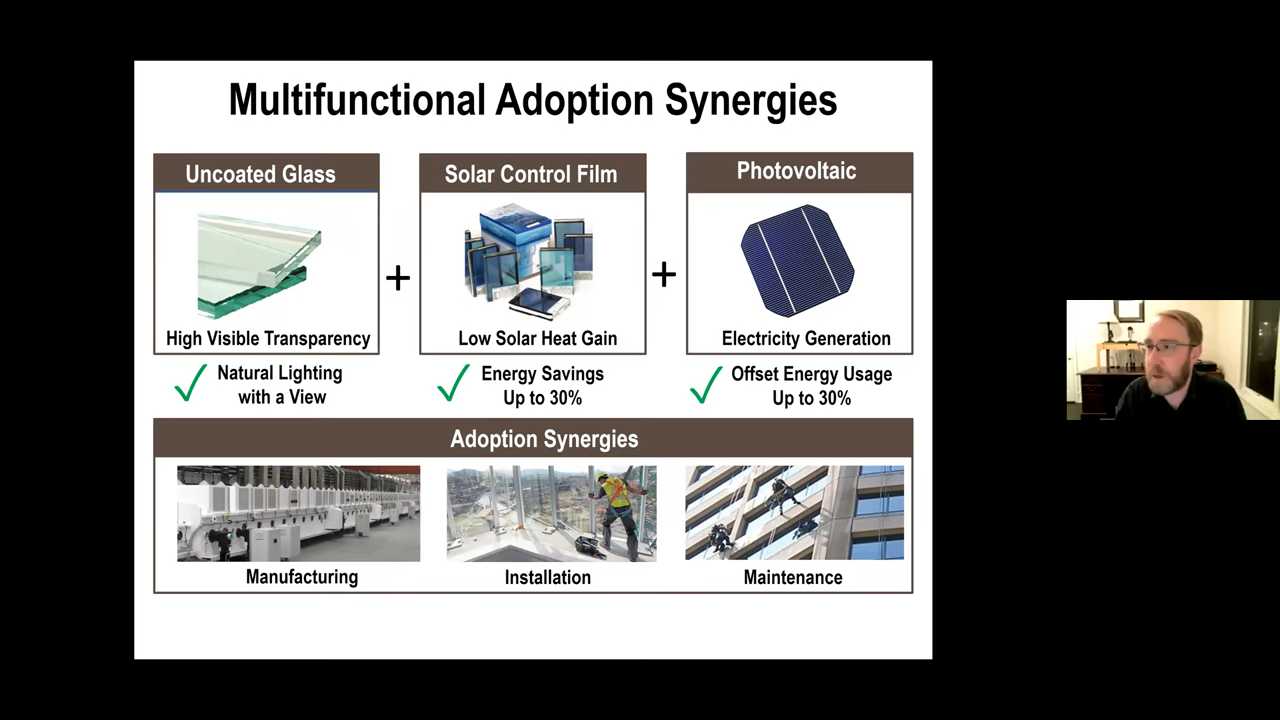 Multifunctional Adoption Synergies
Uncoated Glass
High Visible Transparency
+
Solar Control Film
Low Solar Heat Gain
+
Photovoltaic
Electricity Generation
Natural Lighting
with a View
Energy Savings
Up to 30%
Offset Energy Usage
Up to 30%
Adoption Synergies
Manufacturing
Installation
Maintenance